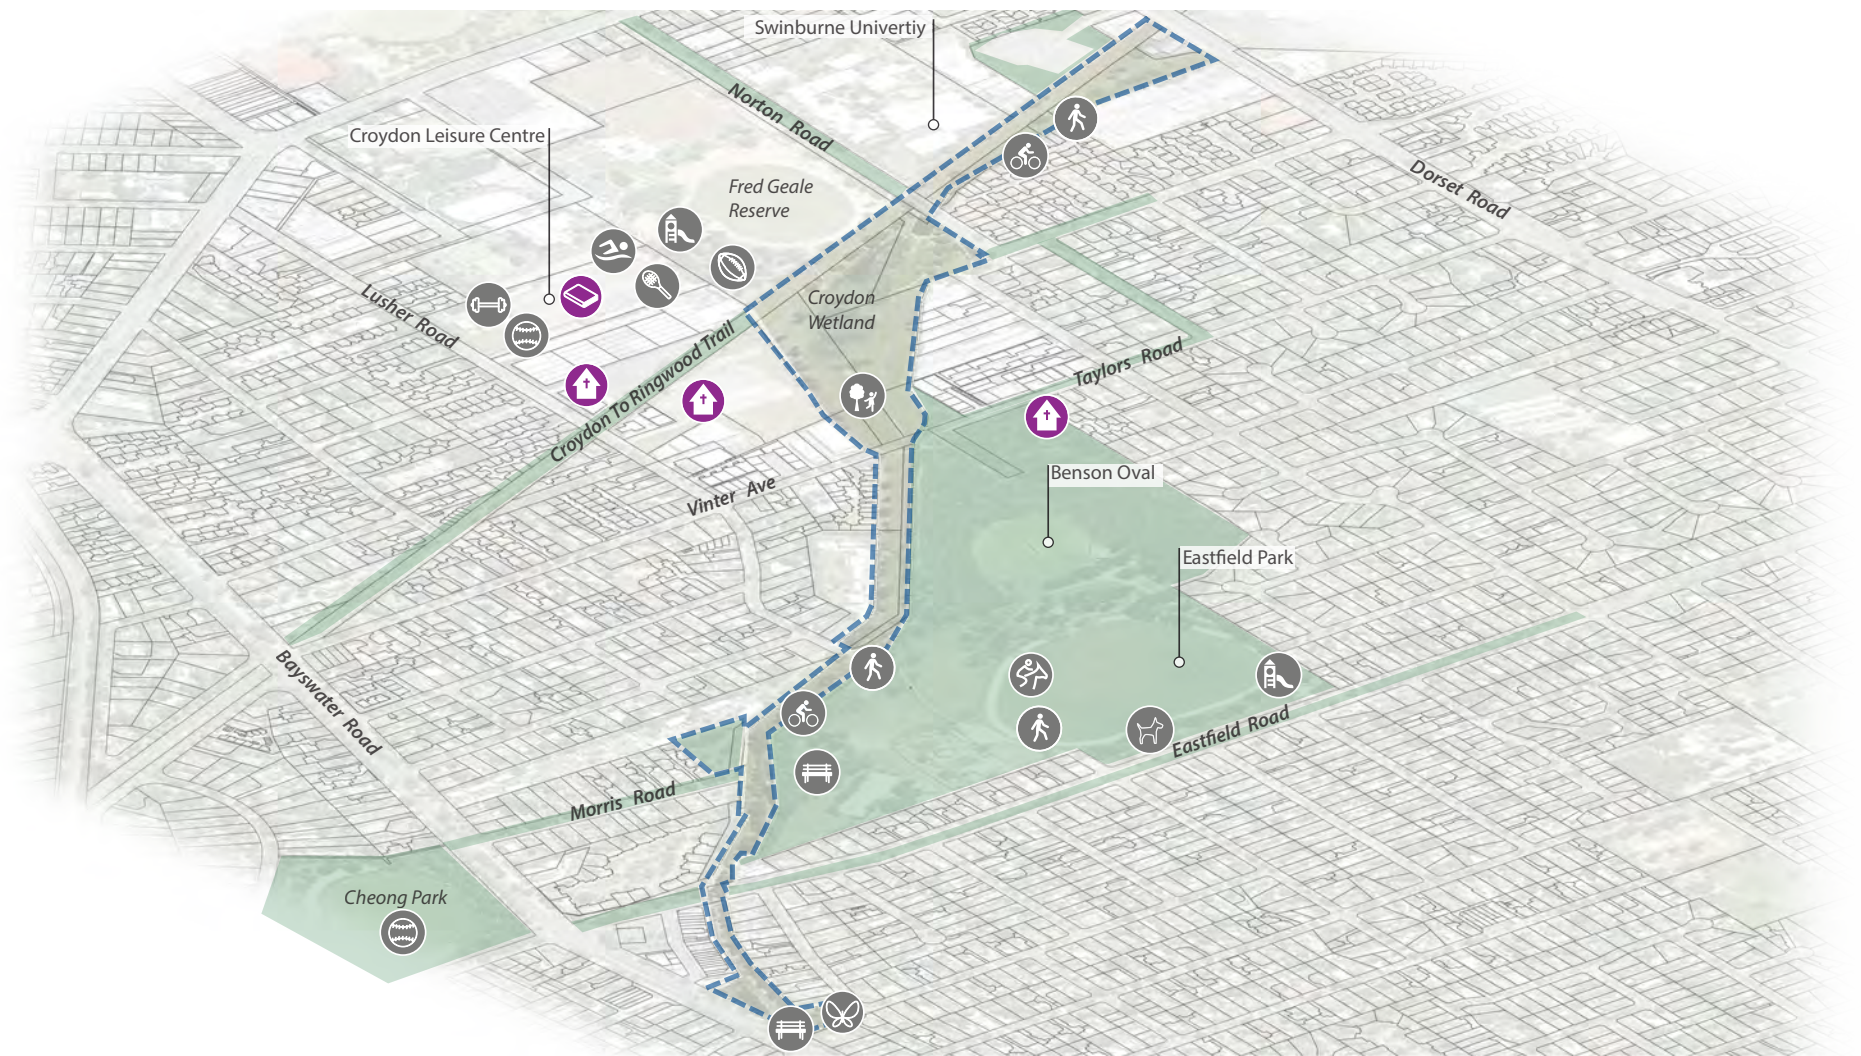 Swinburne Univertiy
Norton Road
Croydon Leisure Centre
Dorset Road
Fred Geale
Reserve
Lusher Road
Croydon
Wetland
Croydon To Ringwood Trail
Taylors Road
Benson Oval
Vinter Ave
Eastfield Park
Bayswater Road
Eastfield Road
Morris Road
Cheong Park